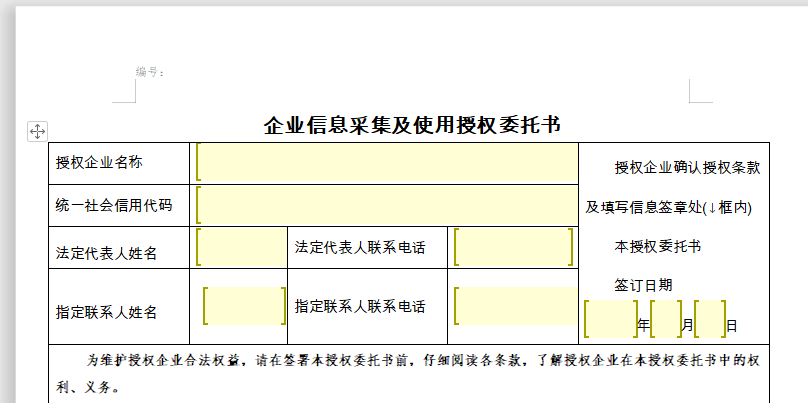 编号:
企业信息采集及使用授权委托书
授权企业名称
统一社会信用代码
法定代表人姓名
法定代表人联系电话
指定联系人姓名
指定联系人联系电话
授权企业确认授权条款
及填写信息签章处(↓框内)
本授权委托书
签订日期
年 月 日
为维护授权企业合法权益，请在签署本授权委托书前，仔细阅读各条款，了解授权企业在本授权委托书中的权
利、义务。